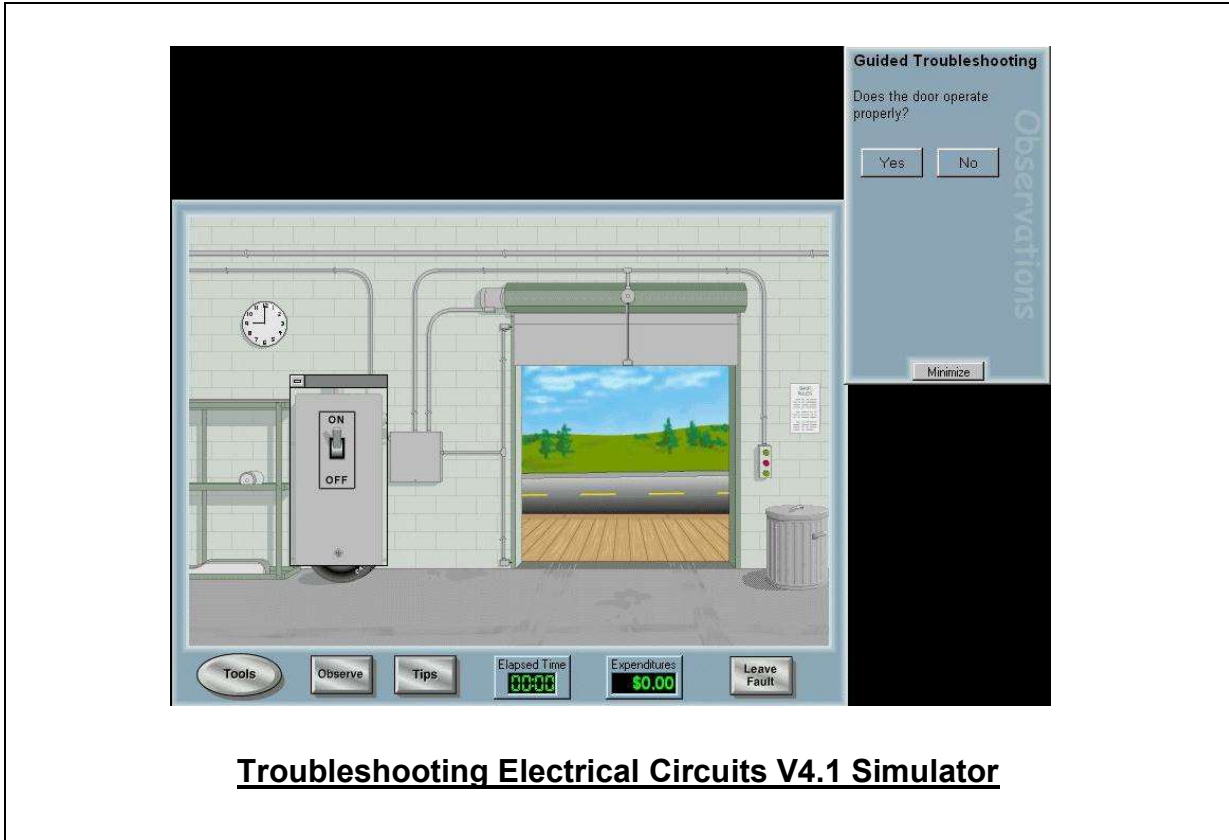 Guided Troubleshooting
Does the door operate
properly?
Yes No
Observations
Minimize
ON
OFF
Tools
Observe
Tips
Elapsed Time
00:00
Expenditures
$0.00
Leave
Fault
Troubleshooting Electrical Circuits V4.1 Simulator